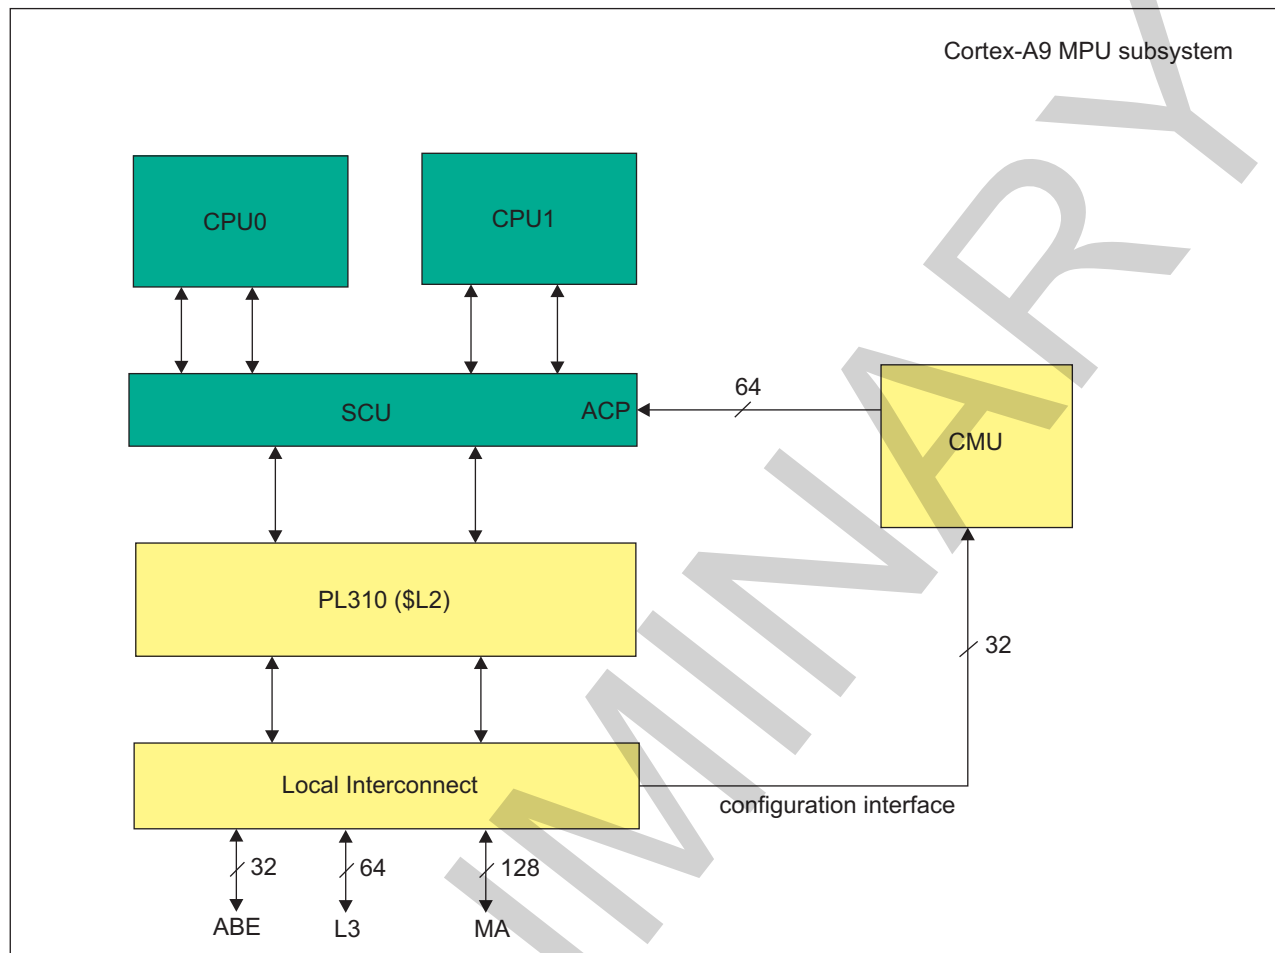 Cortex-A9 MPU subsystem
CPU0
CPU1
SCU
ACP
64
CMU
PL310 ($L2)
32
Local Interconnect
configuration interface
32
64
128
ABE
L3
MA
IMINARY